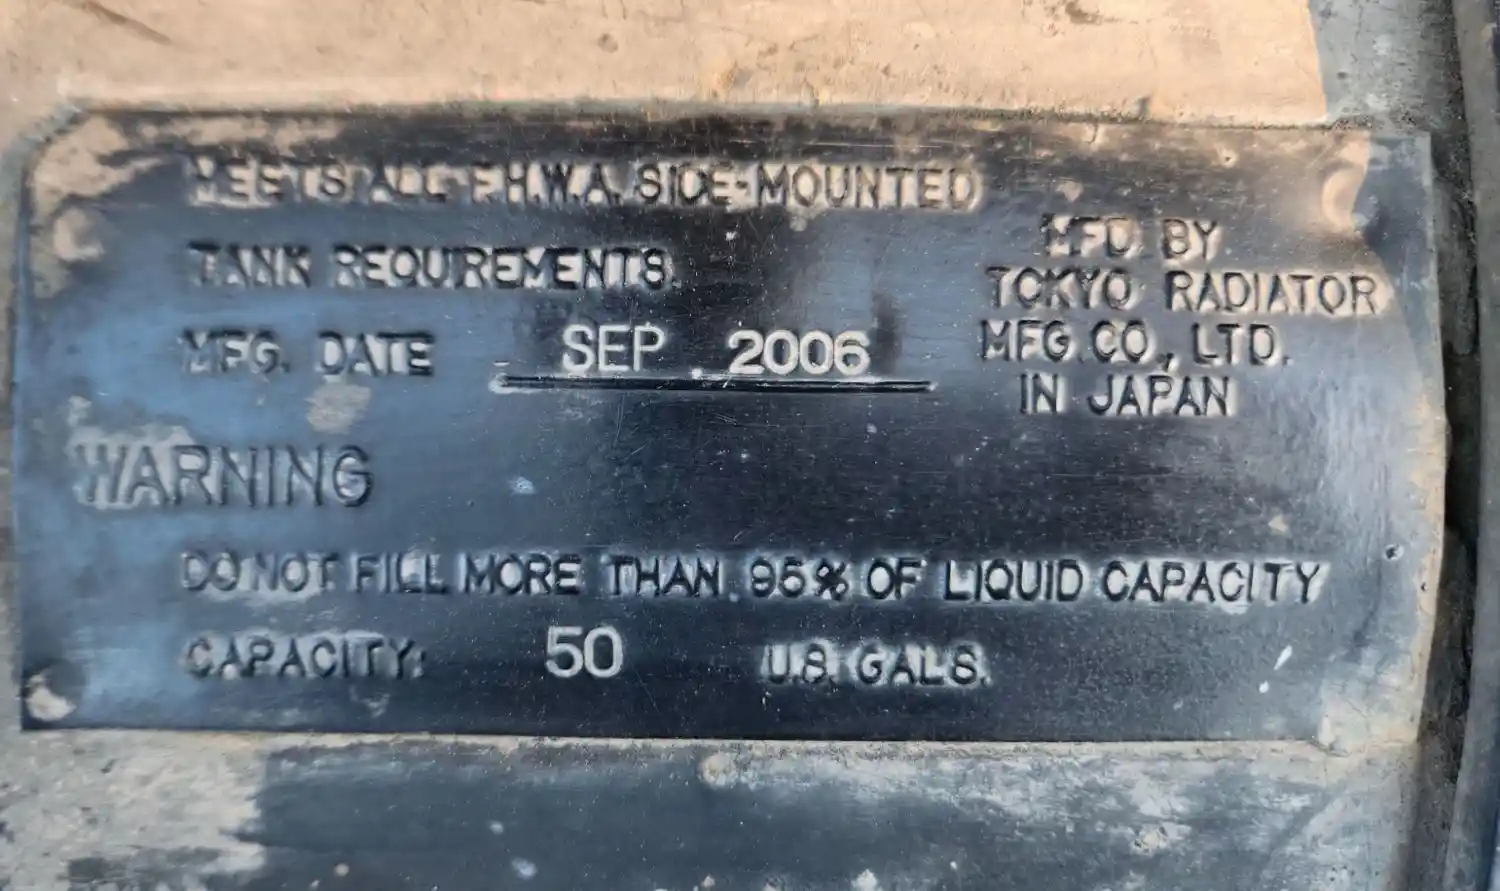 MEETS ALL F.H.W.A. SIDE-MOUNTED
TANK REQUIREMENTS.
MFG. DATE SEP . 2006
MFD BY
TOKYO RADIATOR
MFG. CO., LTD.
IN JAPAN
WARNING
DO NOT FILL MORE THAN 95% OF LIQUID CAPACITY
CAPACITY: 50 U.S. GALS.